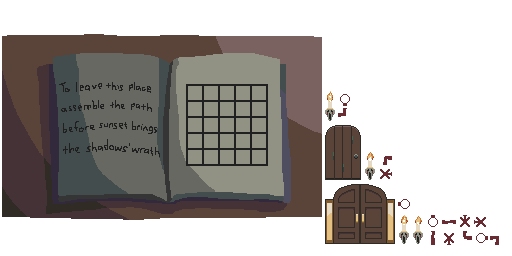 To leave this place
assemble the path
before sunset brings
the shadows' wrath